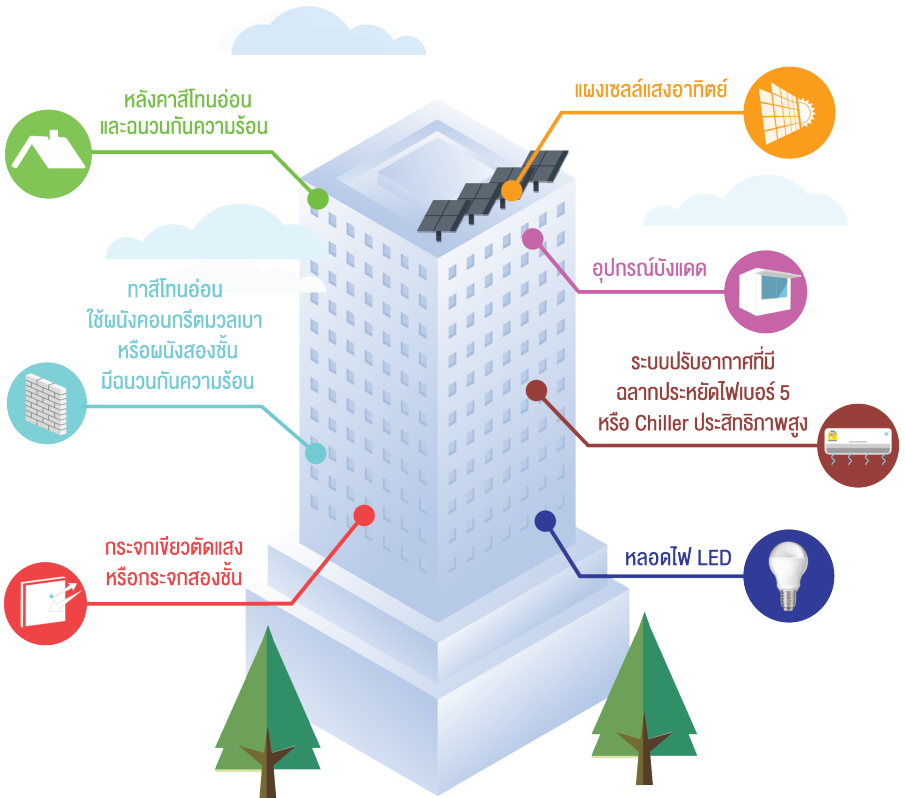 หลังคาสีโทนอ่อน
และฉนวนกันความร้อน
แผงเซลล์แสงอาทิตย์
อุปกรณ์บังแดด
ทาสีโทนอ่อน
ใช้ผนังคอนกรีตมวลเบา
หรือผนังสองชั้น
มีฉนวนกันความร้อน
ระบบปรับอากาศที่มี
ฉลากประหยัดไฟเบอร์ 5
หรือ Chiller ประสิทธิภาพสูง
กระจกเขียวตัดแสง
หรือกระจกสองชั้น
หลอดไฟ LED